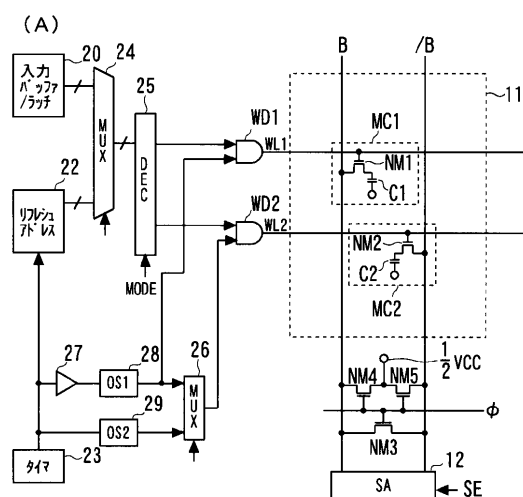 (A)
20
入力
バッファ
/ラッチ
24
MUX
25
DEC
MODE
22
リフレシュ
アドレス
27
OS1
28
29
OS2
26
MUX
タイマ
23
WD1
WL1
WD2
WL2
B
/B
11
MC1
NM1
C1
NM2
C2
MC2
1/2 VCC
NM4
NM5
φ
NM3
12
SA
SE